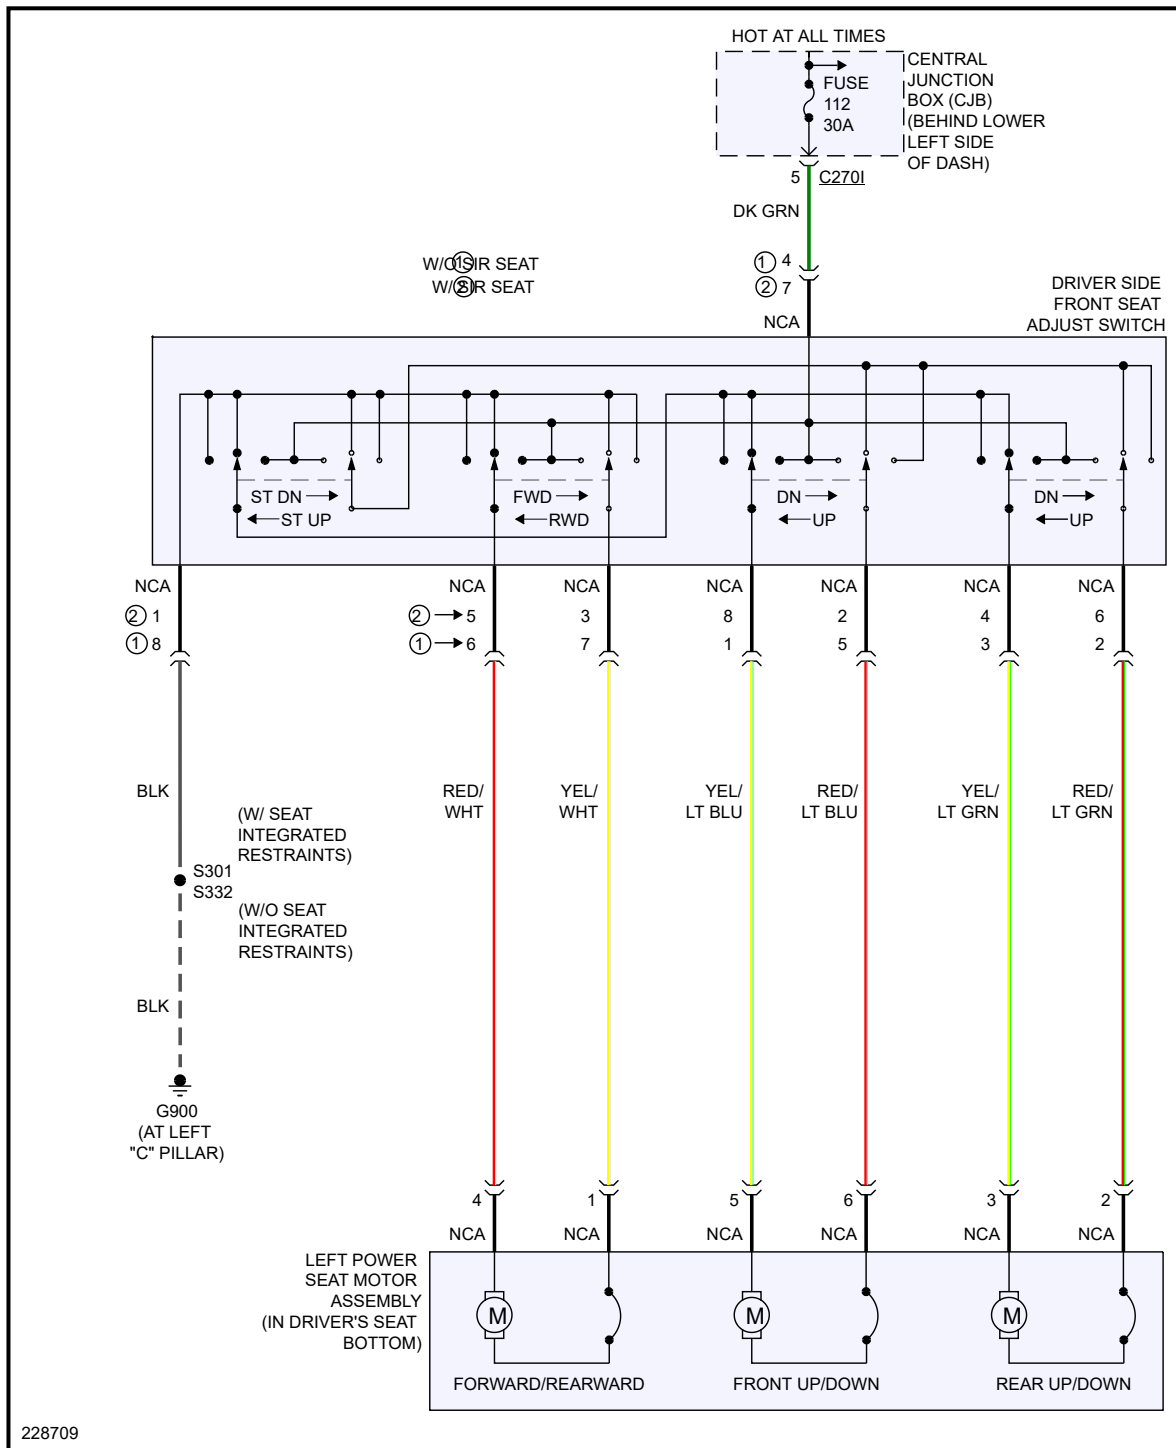 HOT AT ALL TIMES
FUSE
112
30A
CENTRAL
JUNCTION
BOX (CJB)
(BEHIND LOWER
LEFT SIDE
OF DASH)
5 C270I
DK GRN
1 W/O SIR SEAT
2 W/ SIR SEAT
1 4
2 7
NCA
DRIVER SIDE
FRONT SEAT
ADJUST SWITCH
ST DN
ST UP
FWD
RWD
DN
UP
DN
UP
NCA NCA NCA NCA NCA NCA NCA
2 1 2 5 3 8 2 4 6
1 8 1 6 7 1 5 3 2
BLK
RED/
WHT
YEL/
WHT
YEL/
LT BLU
RED/
LT BLU
YEL/
LT GRN
RED/
LT GRN
(W/ SEAT
INTEGRATED
RESTRAINTS)
S301
S332
(W/O SEAT
INTEGRATED
RESTRAINTS)
BLK
G900
(AT LEFT
"C" PILLAR)
4 1 5 6 3 2
NCA NCA NCA NCA NCA NCA
LEFT POWER
SEAT MOTOR
ASSEMBLY
(IN DRIVER'S SEAT
BOTTOM)
M M M
FORWARD/REARWARD
FRONT UP/DOWN
REAR UP/DOWN
228709